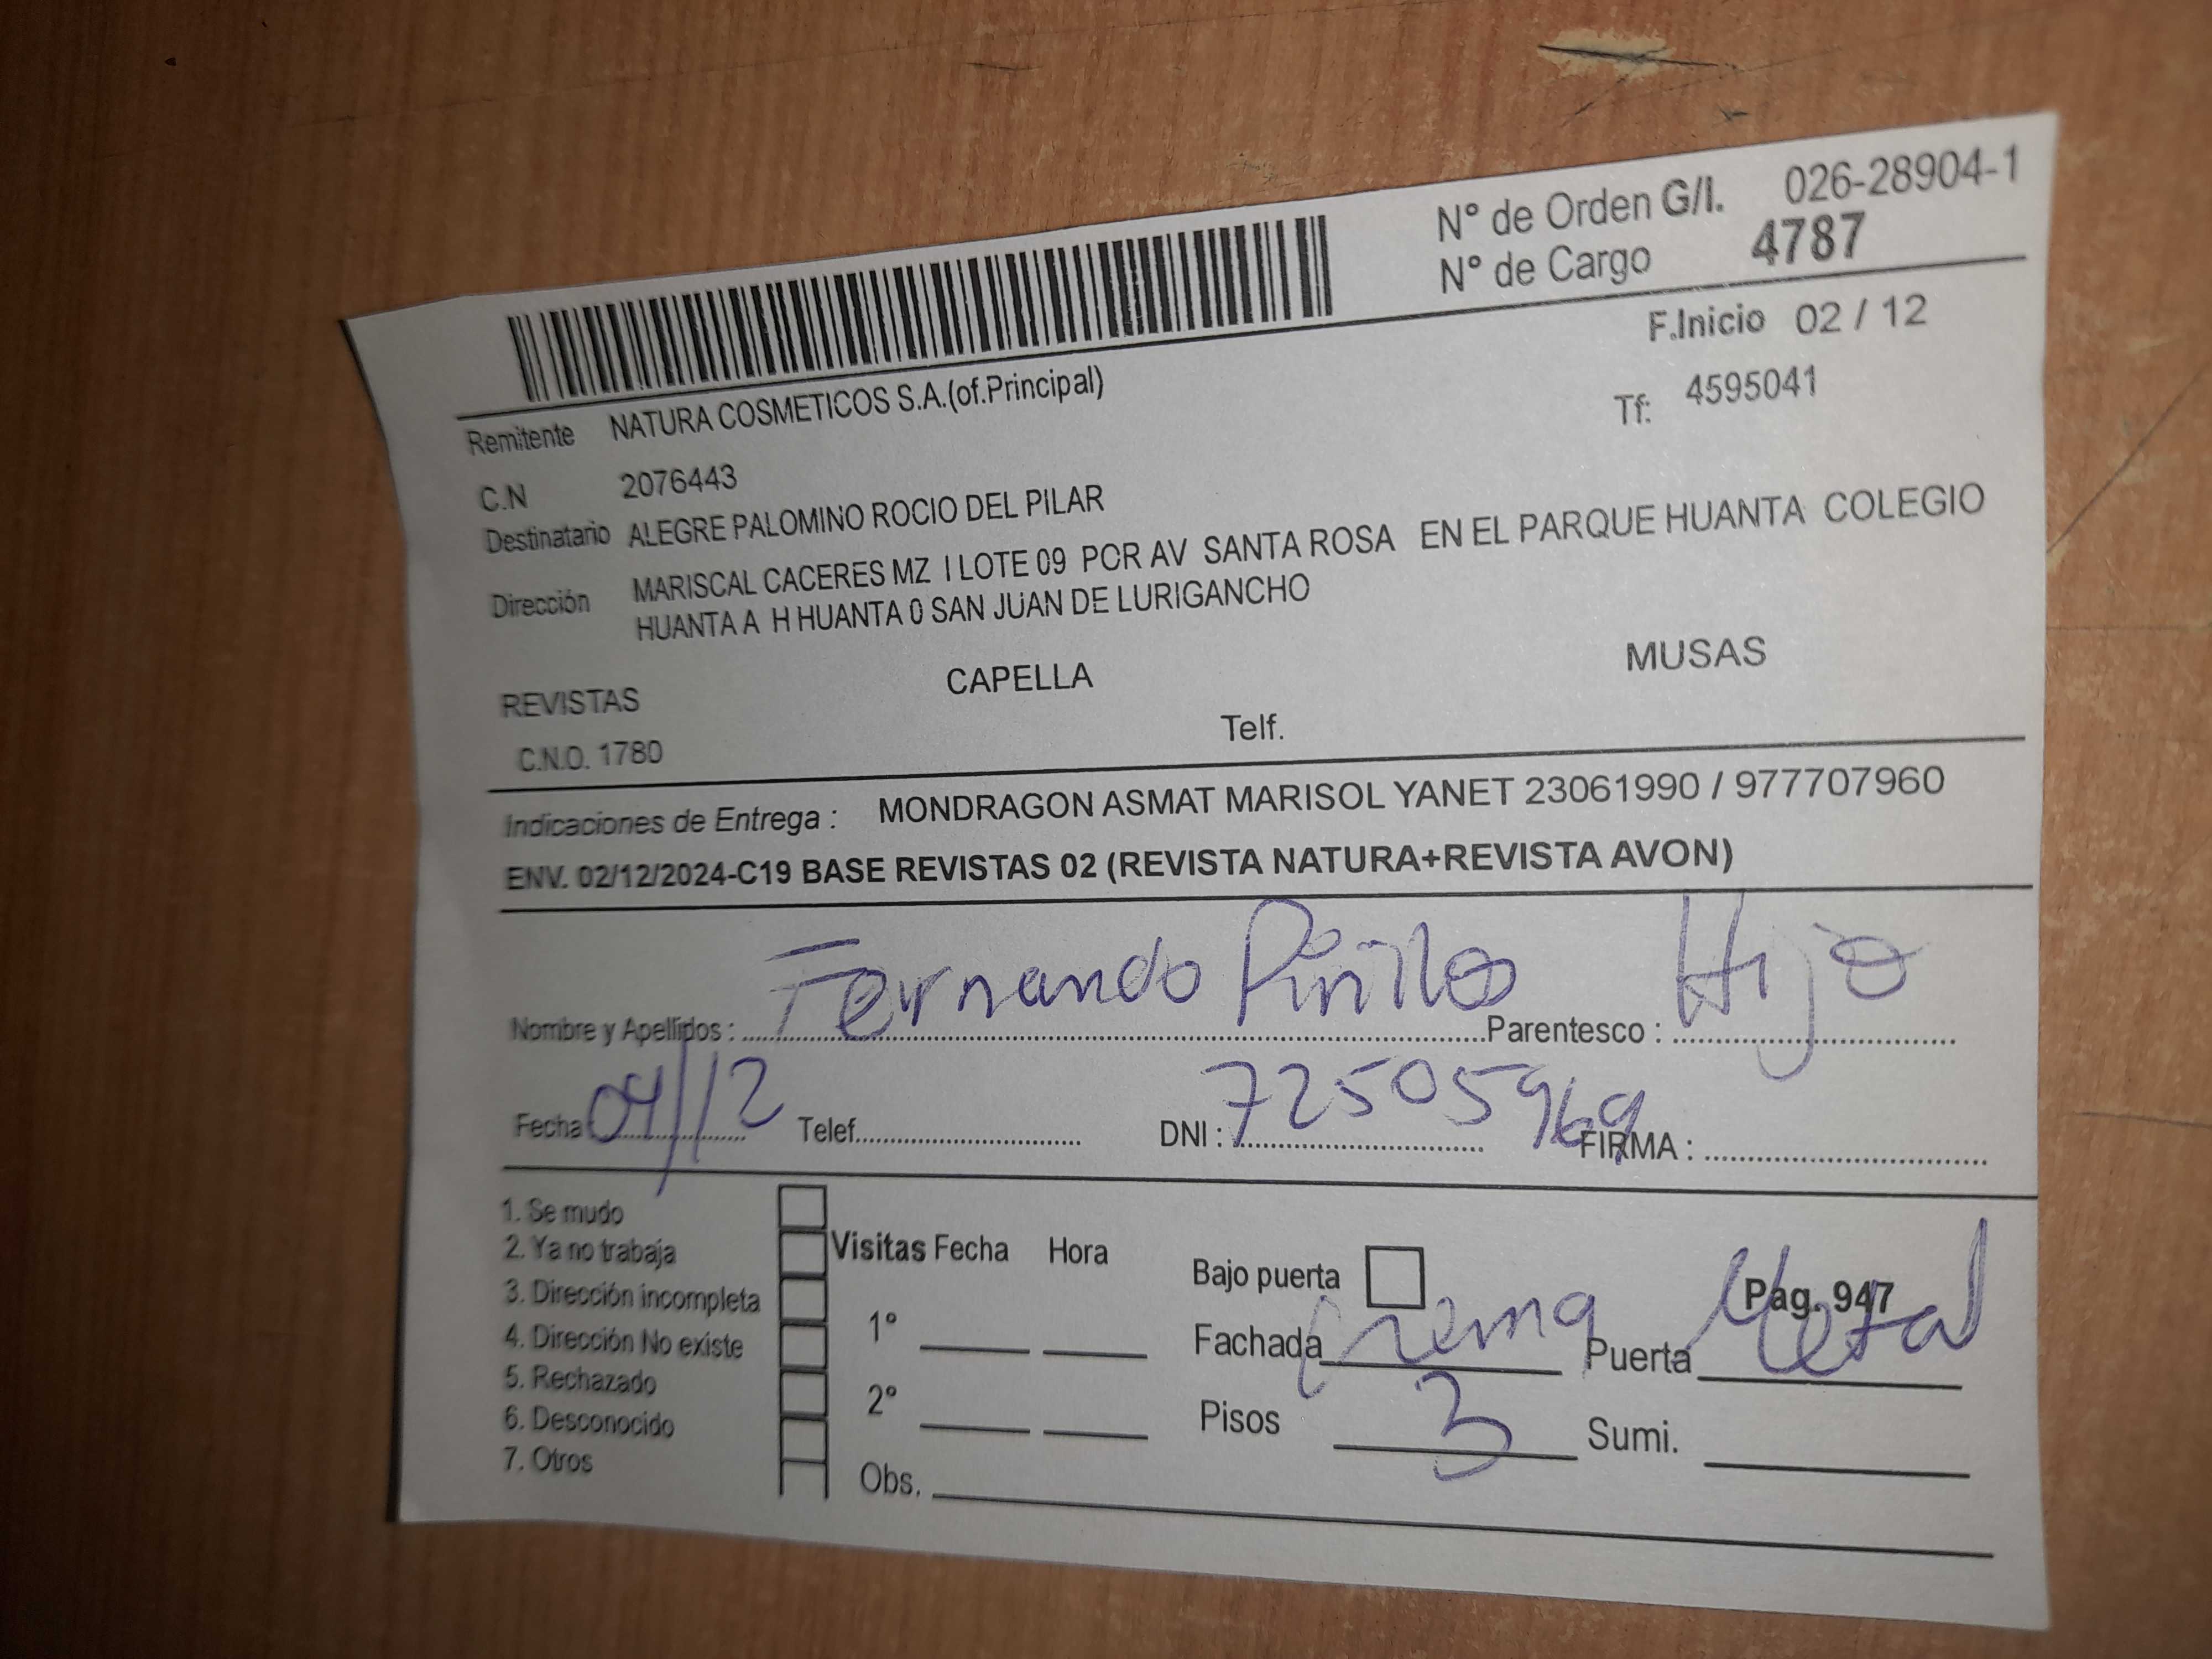 N° de Orden G/I. 026-28904-1
N° de Cargo 4787
F.Inicio 02 / 12
Remitente NATURA COSMETICOS S.A.(of.Principal) Tf: 4595041
C.N 2076443
Destinatario ALEGRE PALOMINO ROCIO DEL PILAR
Dirección MARISCAL CACERES MZ I LOTE 09 POR AV SANTA ROSA EN EL PARQUE HUANTA COLEGIO
HUANTA A H HUANTA 0 SAN JUAN DE LURIGANCHO
REVISTAS CAPELLA MUSAS
C.N.O. 1780 Telf.
Indicaciones de Entrega : MONDRAGON ASMAT MARISOL YANET 23061990 / 977707960
ENV. 02/12/2024-C19 BASE REVISTAS 02 (REVISTA NATURA+REVISTA AVON)
Nombre y Apellidos : Fernando Pinillos Parentesco : Hijo
Fecha 04/12 Telef. DNI : 72505969 FIRMA :
1. Se mudo
2. Ya no trabaja Visitas Fecha Hora Bajo puerta Pag. 947
3. Dirección incompleta 1° Fachada Crema Puerta Metal
4. Dirección No existe
5. Rechazado 2° Pisos 3 Sumi.
6. Desconocido
7. Otros Obs.